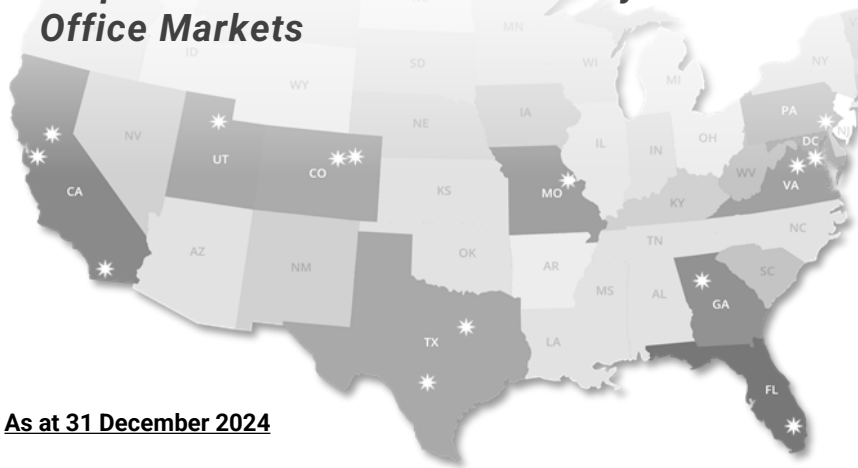 Office Markets
MN
ID
SD
WI
NY
WY
MI
IA
NE
PA
NV
IL
IN
OH
NJ
UT
DC
CO
WV
CA
KS
MO
VA
KY
NC
TN
AZ
OK
NM
AR
SC
MS
AL
GA
TX
LA
FL
As at 31 December 2024